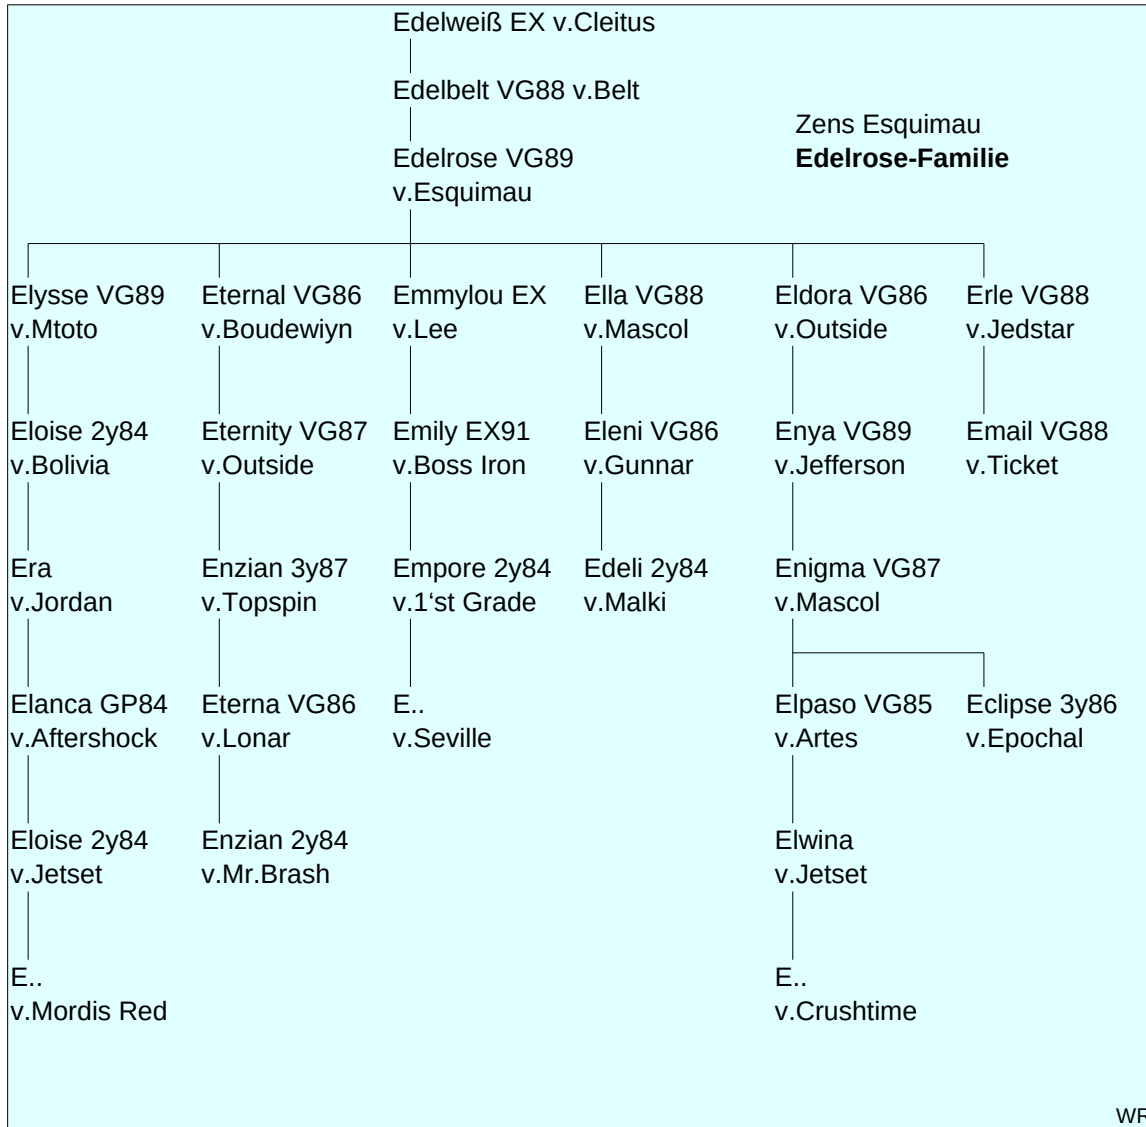 Edelweiß EX v.Cleitus
Edelbelt VG88 v.Belt
Zens Esquimau
Edelrose-Familie
Edelrose VG89
v.Esquimau
Elysse VG89
v.Mtoto
Eternal VG86
v.Boudewiyn
Emmylou EX
v.Lee
Ella VG88
v.Mascol
Eldora VG86
v.Outside
Erle VG88
v.Jedstar
Eloise 2y84
v.Bolivia
Eternity VG87
v.Outside
Emily EX91
v.Boss Iron
Eleni VG86
v.Gunnar
Enya VG89
v.Jefferson
Email VG88
v.Ticket
Era
v.Jordan
Enzian 3y87
v.Topspin
Empore 2y84
v.1‘st Grade
Edeli 2y84
v.Malki
Enigma VG87
v.Mascol
Elanca GP84
v.Aftershock
Eterna VG86
v.Lonar
E..
v.Seville
Elpaso VG85
v.Artes
Eclipse 3y86
v.Epochal
Eloise 2y84
v.Jetset
Enzian 2y84
v.Mr.Brash
Elwina
v.Jetset
E..
v.Mordis Red
E..
v.Crushtime
WR